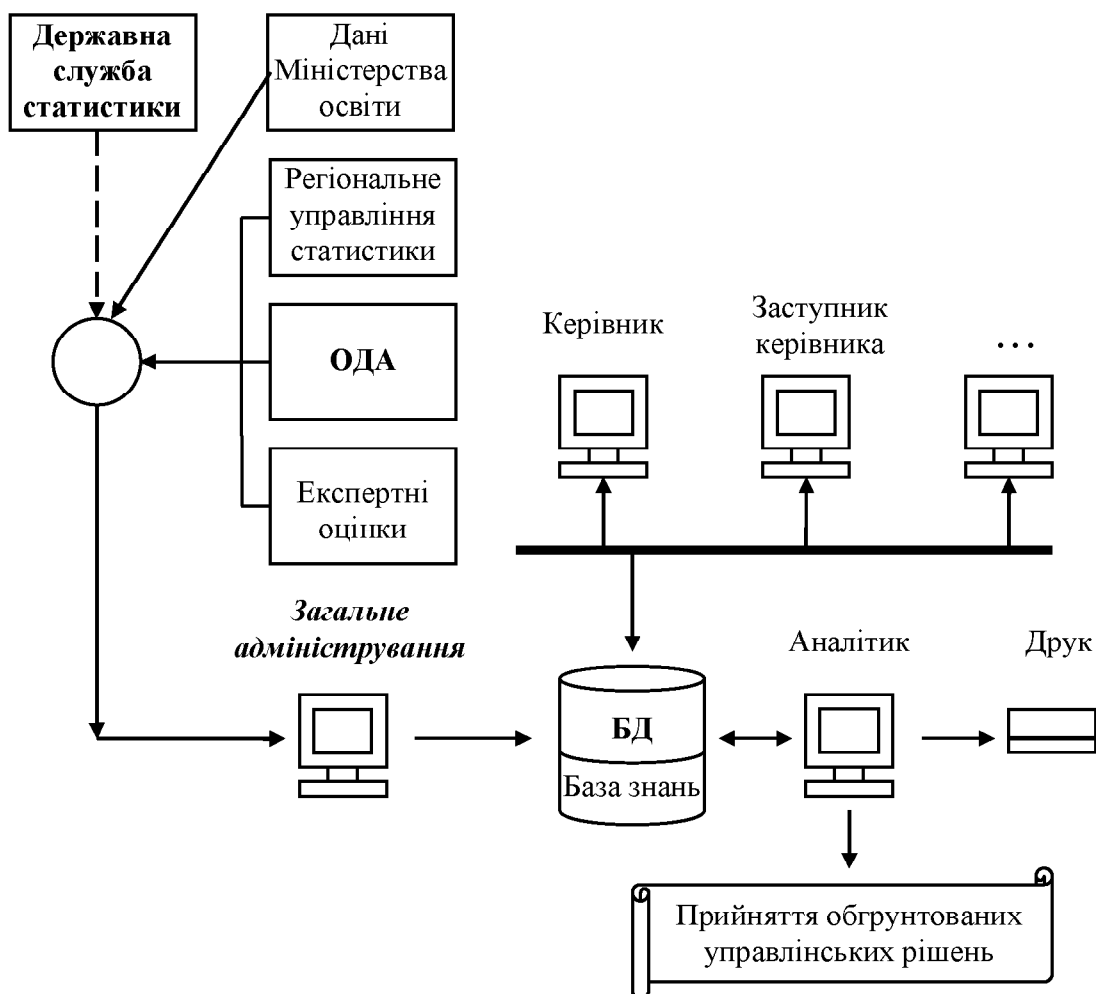 Державна
служба
статистики
Дані
Міністерства
освіти
Регіональне
управління
статистики
ОДА
Експертні
оцінки
Керівник
Заступник
керівника
...
Загальне
адміністрування
БД
База знань
Аналітик
Друк
Прийняття обгрунтованих
управлінських рішень